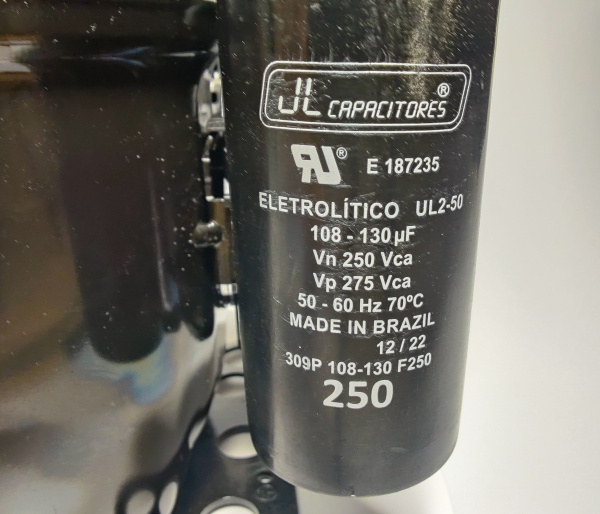 JL CAPACITORES®
RU® E 187235
ELETROLÍTICO UL2-50
108 - 130µF
Vn 250 Vca
Vp 275 Vca
50 - 60 Hz 70ºC
MADE IN BRAZIL
12 / 22
309P 108-130 F250
250